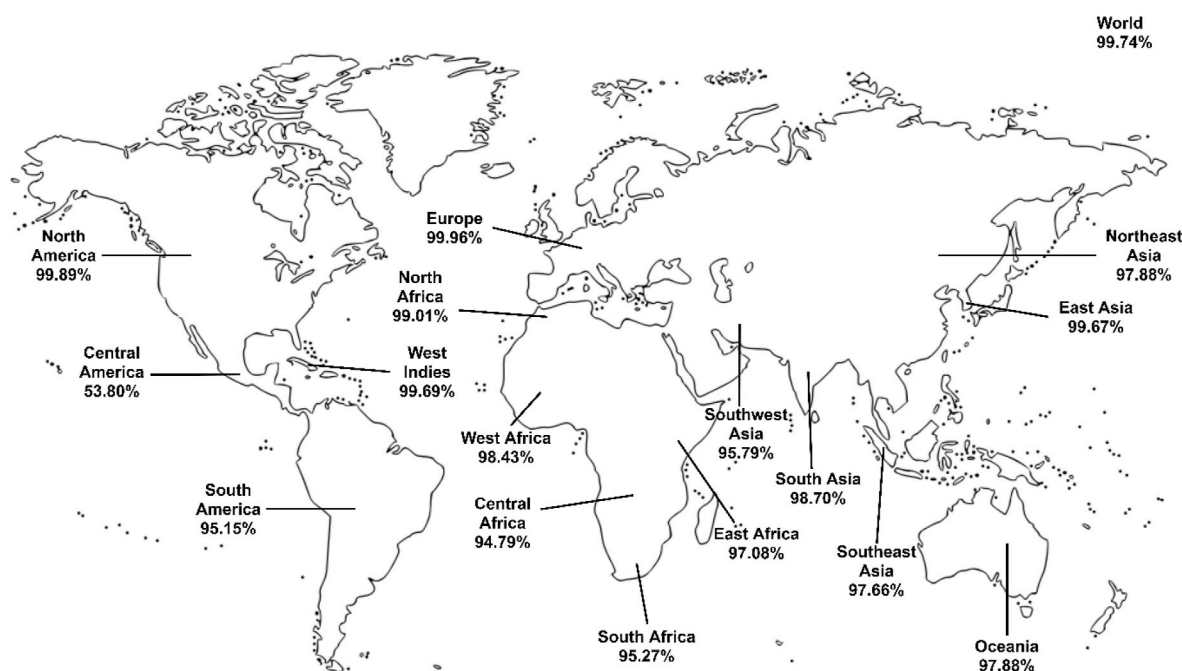 World
99.74%
Europe
99.96%
North
America
99.89%
Northeast
Asia
97.88%
North
Africa
99.01%
East Asia
99.67%
Central
America
53.80%
West
Indies
99.69%
Southwest
Asia
95.79%
West Africa
98.43%
South Asia
98.70%
South
America
95.15%
Central
Africa
94.79%
East Africa
97.08%
Southeast
Asia
97.66%
South Africa
95.27%
Oceania
97.88%